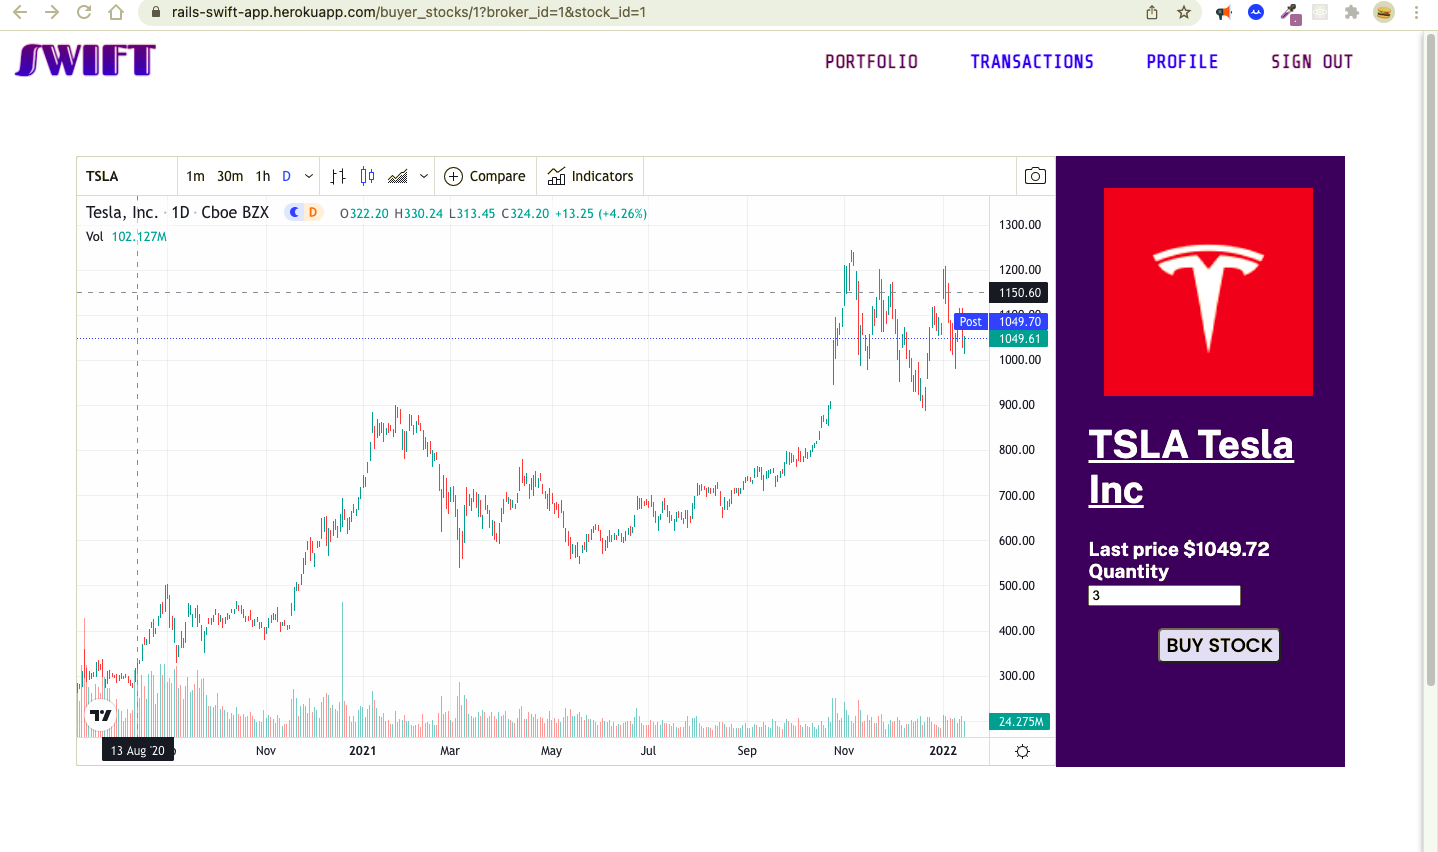 rails-swift-app.herokuapp.com/buyer_stocks/1?broker_id=1&stock_id=1
SWIFT
PORTFOLIO TRANSACTIONS PROFILE SIGN OUT
TSLA 1m 30m 1h D Compare Indicators
Tesla, Inc. · 1D · Cboe BZX D O322.20 H330.24 L313.45 C324.20 +13.25 (+4.26%)
Vol 102.127M
1300.00
1200.00
1150.60
Post 1049.70
1049.61
1000.00
900.00
800.00
700.00
600.00
500.00
400.00
300.00
24.275M
13 Aug '20 Nov 2021 Mar May Jul Sep Nov 2022
TSLA Tesla
Inc
Last price $1049.72
Quantity
3
BUY STOCK